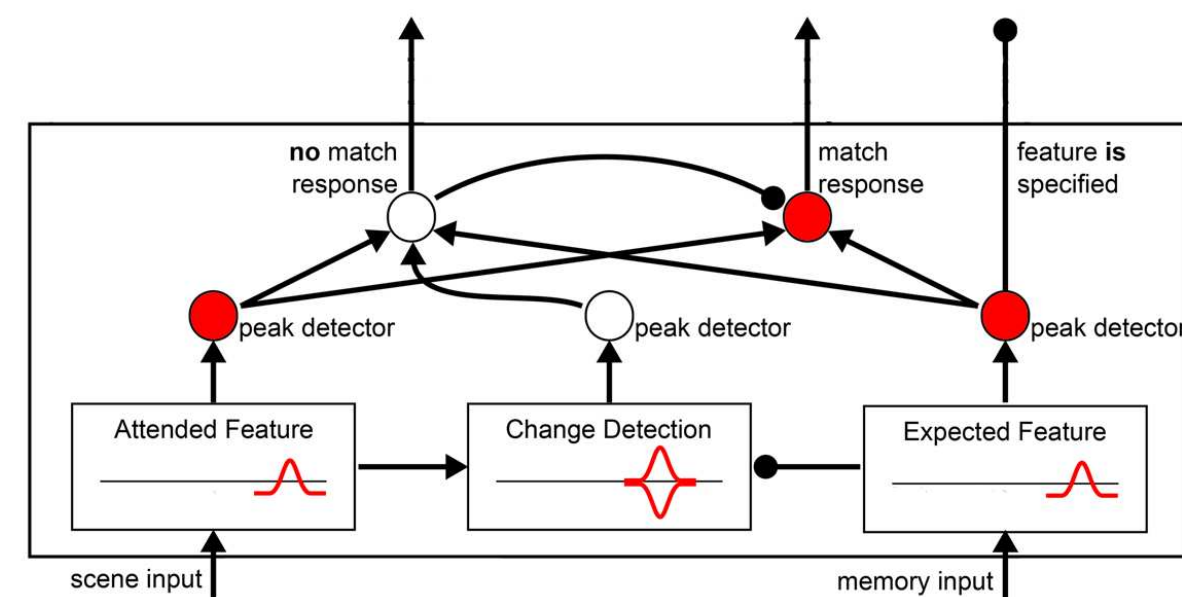 no match
response
match
response
feature is
specified
peak detector
peak detector
peak detector
Attended Feature
Change Detection
Expected Feature
scene input
memory input